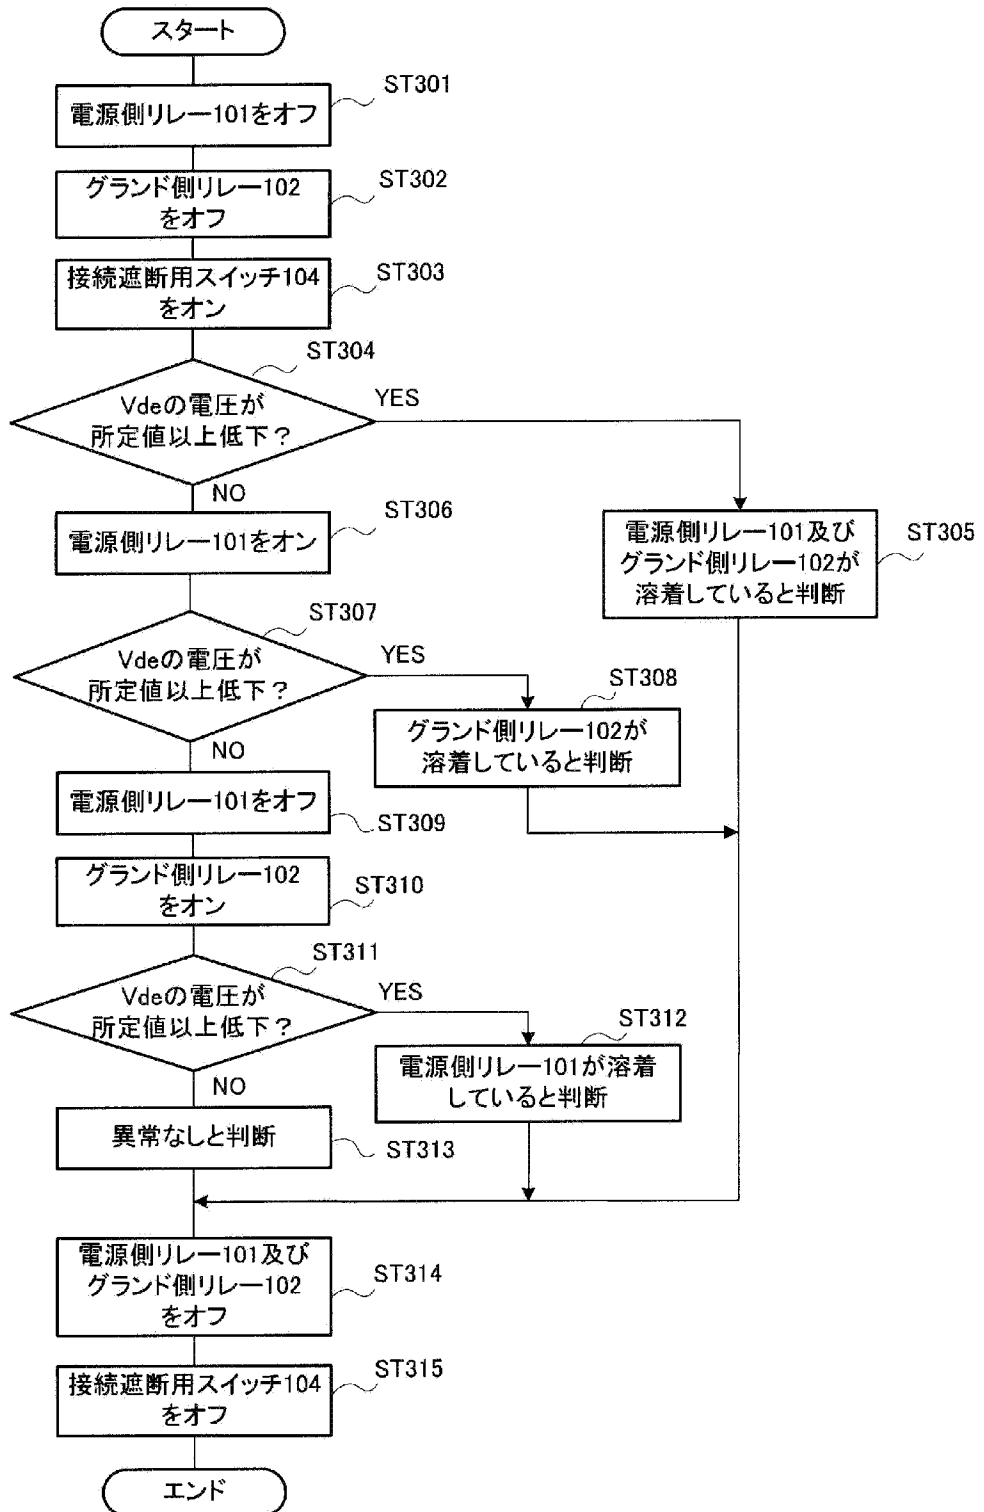 スタート
電源側リレー101をオフ
ST301
グランド側リレー102
をオフ
ST302
接続遮断用スイッチ104
をオン
ST303
ST304
Vdeの電圧が
所定値以上低下？
YES
NO
電源側リレー101をオン
ST306
電源側リレー101及び
グランド側リレー102が
溶着していると判断
ST305
ST307
Vdeの電圧が
所定値以上低下？
YES
NO
ST308
グランド側リレー102が
溶着していると判断
電源側リレー101をオフ
ST309
グランド側リレー102
をオン
ST310
ST311
Vdeの電圧が
所定値以上低下？
YES
NO
ST312
電源側リレー101が溶着
していると判断
異常なしと判断
ST313
電源側リレー101及び
グランド側リレー102
をオフ
ST314
接続遮断用スイッチ104
をオフ
ST315
エンド